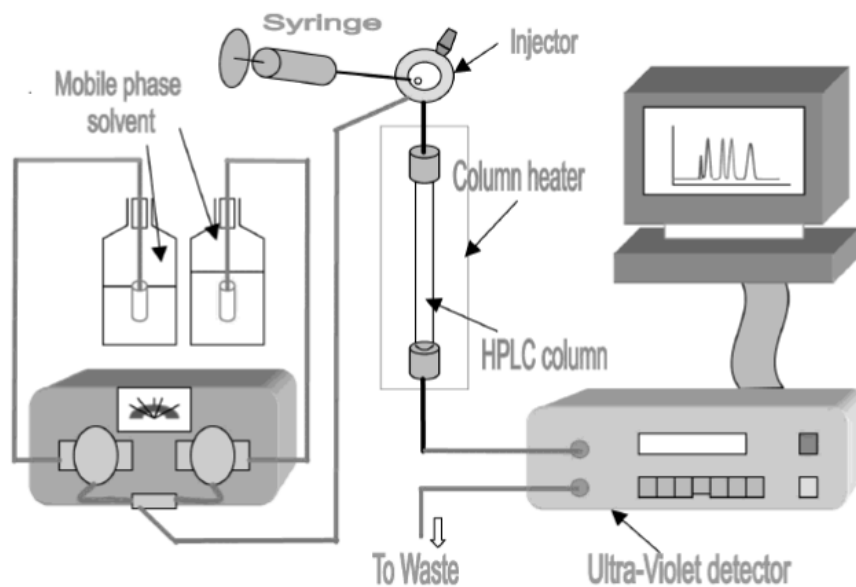 Syringe
Injector
Mobile phase
solvent
Column heater
HPLC column
To Waste
Ultra-Violet detector